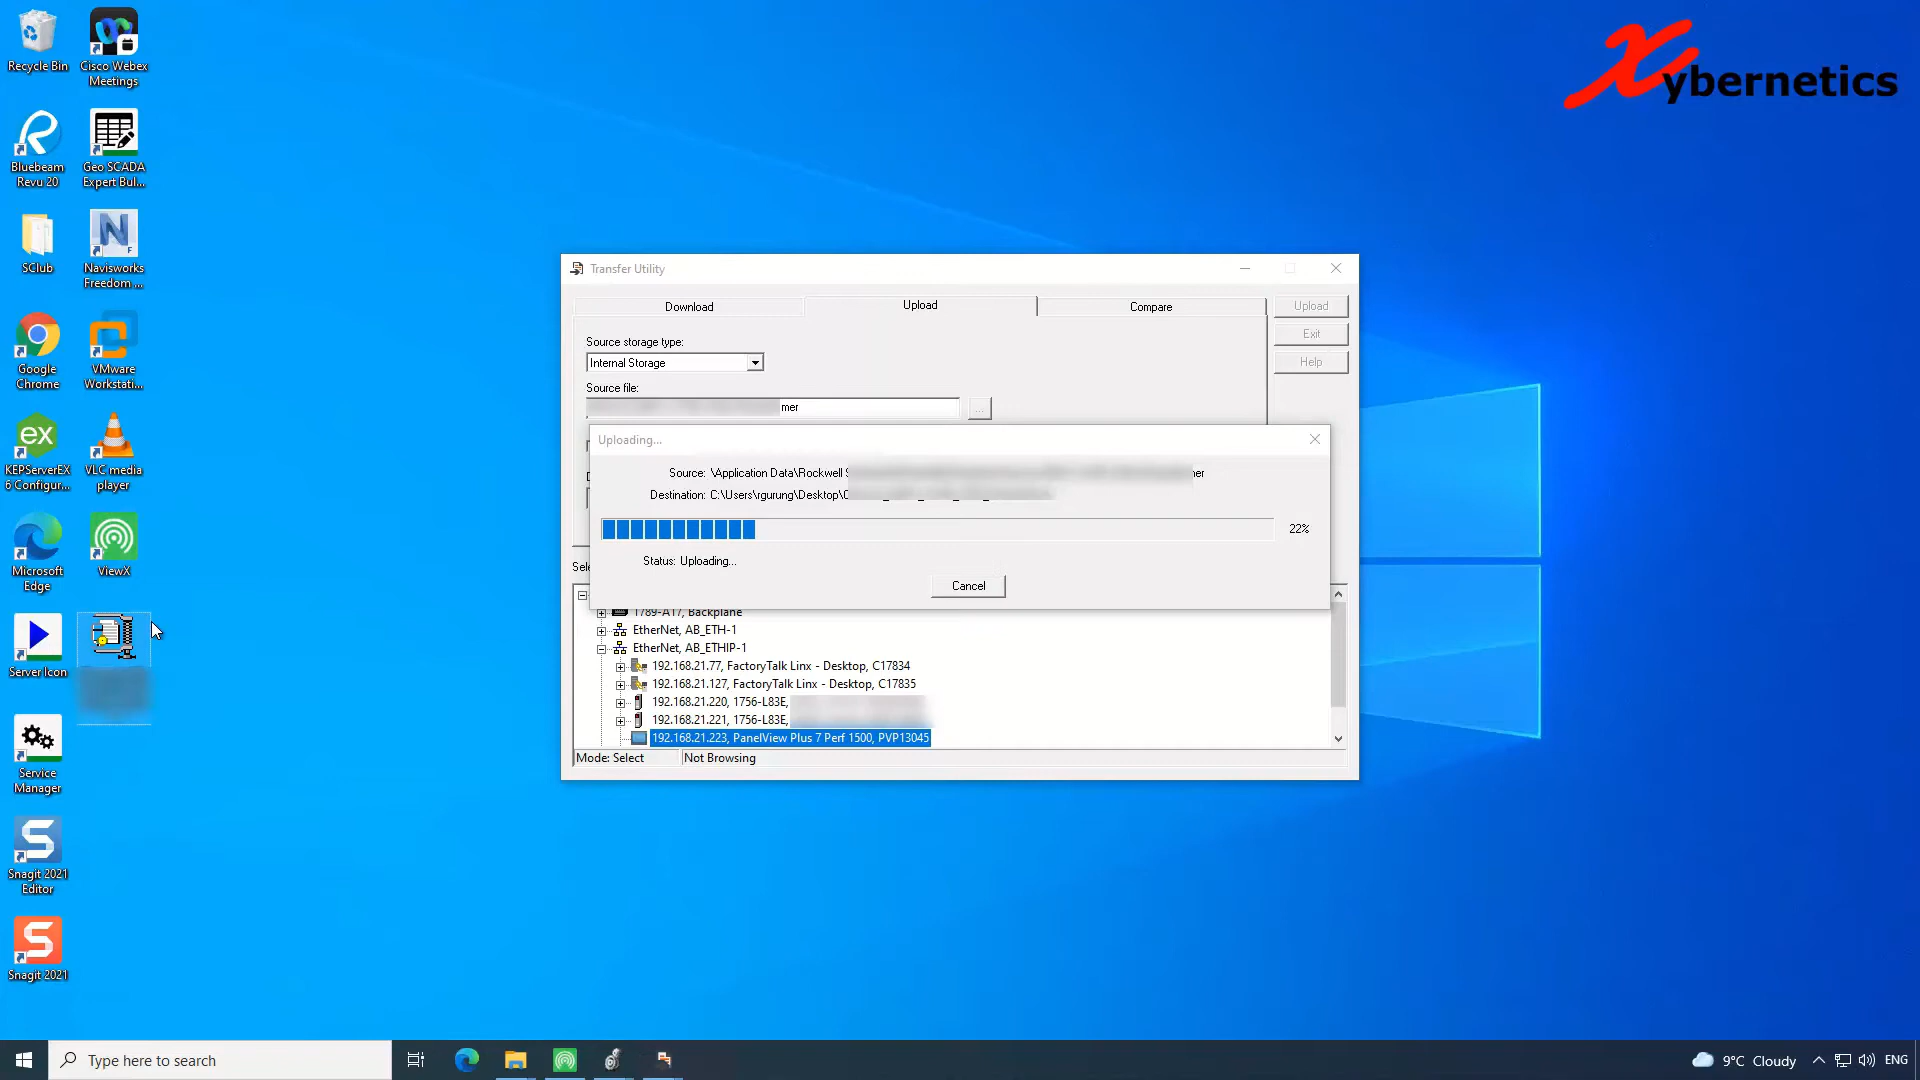 Recycle Bin
Cisco Webex
Meetings
Xybernetics
Bluebeam
Revu 20
Geo SCADA
Expert Bul...
SClub
Navisworks
Freedom ...
Google
Chrome
VMware
Workstati...
KEPServerEX
6 Configur...
VLC media
player
Microsoft
Edge
ViewX
Server Icon
Service
Manager
Snagit 2021
Editor
Snagit 2021
Transfer Utility
Download
Upload
Compare
Upload
Exit
Help
Source storage type:
Internal Storage
Source file:
mer
...
Uploading...
Source: \Application Data\Rockwell S
Destination: C:\Users\rgurung\Desktop\
22%
Status: Uploading...
Cancel
1789-A17, Backplane
EtherNet, AB_ETH-1
EtherNet, AB_ETHIP-1
192.168.21.77, FactoryTalk Linx - Desktop, C17834
192.168.21.127, FactoryTalk Linx - Desktop, C17835
192.168.21.220, 1756-L83E,
192.168.21.221, 1756-L83E,
192.168.21.223, PanelView Plus 7 Perf 1500, PVP13045
Mode: Select
Not Browsing
Type here to search
9°C Cloudy
ENG